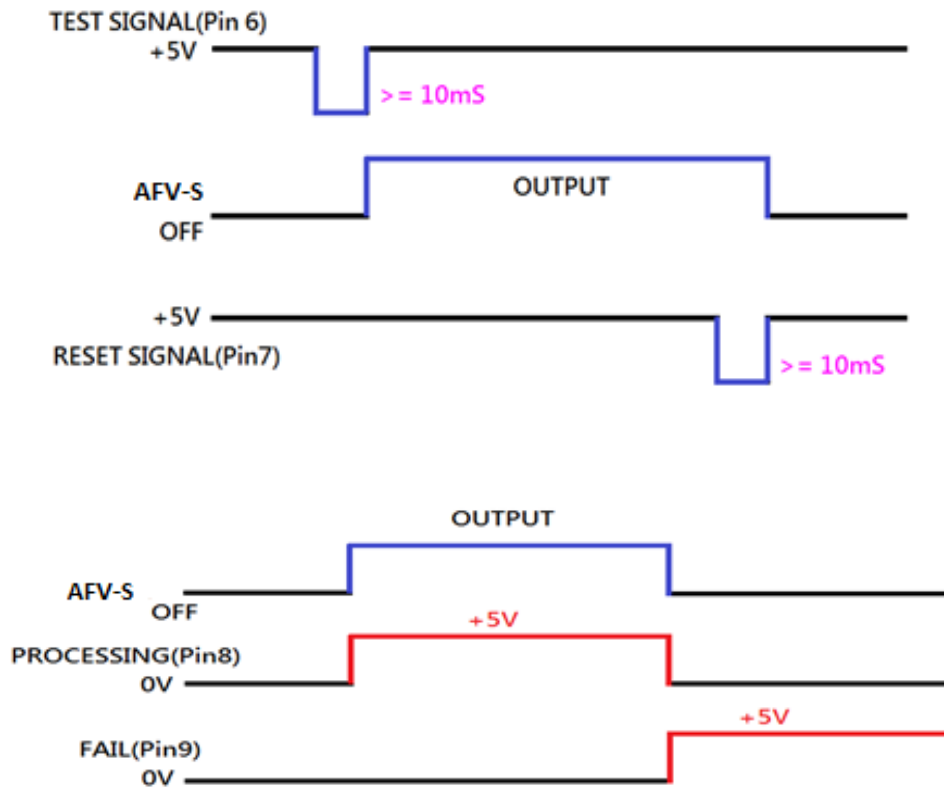 TEST SIGNAL(Pin 6)
+5V
>= 10mS
AFV-S
OUTPUT
OFF
+5V
RESET SIGNAL(Pin7)
>= 10mS
OUTPUT
AFV-S
OFF
+5V
PROCESSING(Pin8)
0V
+5V
FAIL(Pin9)
0V